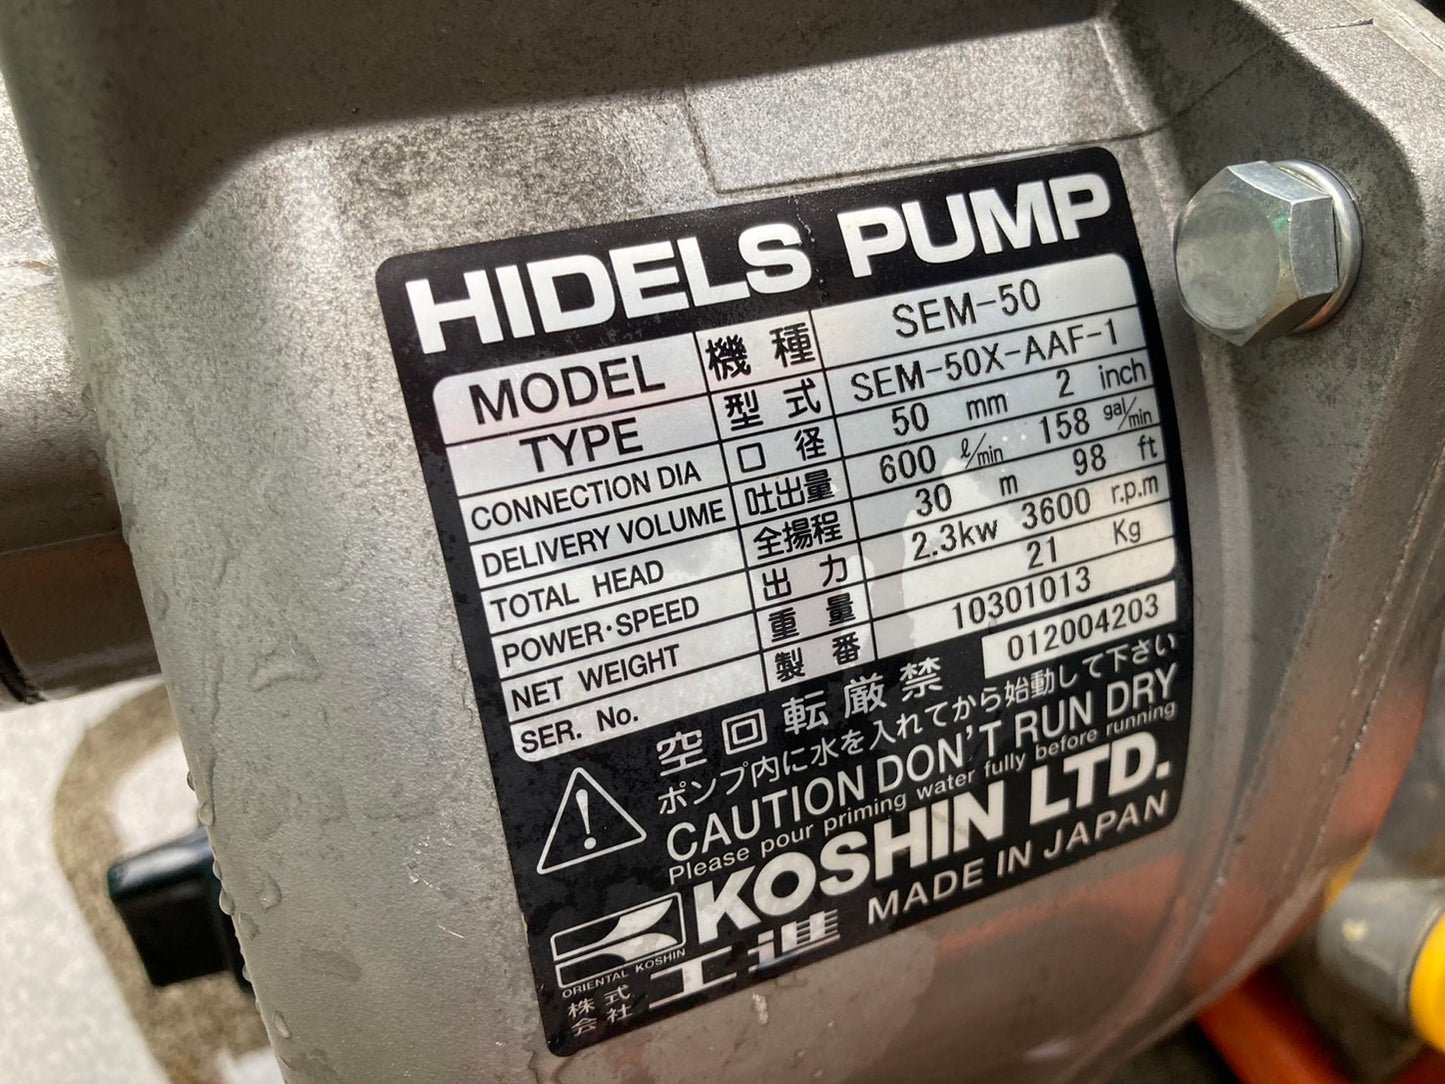 HIDELS PUMP
MODEL 機種 SEM-50
TYPE 型式 SEM-50X-AAF-1
CONNECTION DIA 口径 50 mm 2 inch
DELIVERY VOLUME 吐出量 600 ℓ/min 158 gal/min
TOTAL HEAD 全揚程 30 m 98 ft
POWER・SPEED 出力 2.3kw 3600 r.p.m
NET WEIGHT 重量 21 Kg
SER. No. 製番 10301013
012004203
空回転厳禁
ポンプ内に水を入れてから始動して下さい
CAUTION DON'T RUN DRY
Please pour priming water fully before running
KOSHIN LTD.
ORIENTAL KOSHIN
株式会社 工進 MADE IN JAPAN